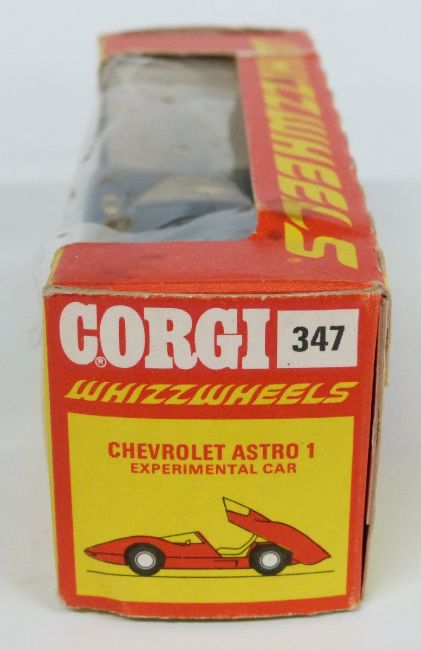 WHIZZWHEELS
®
CORGI® 347
WHIZZWHEELS
CHEVROLET ASTRO 1
EXPERIMENTAL CAR